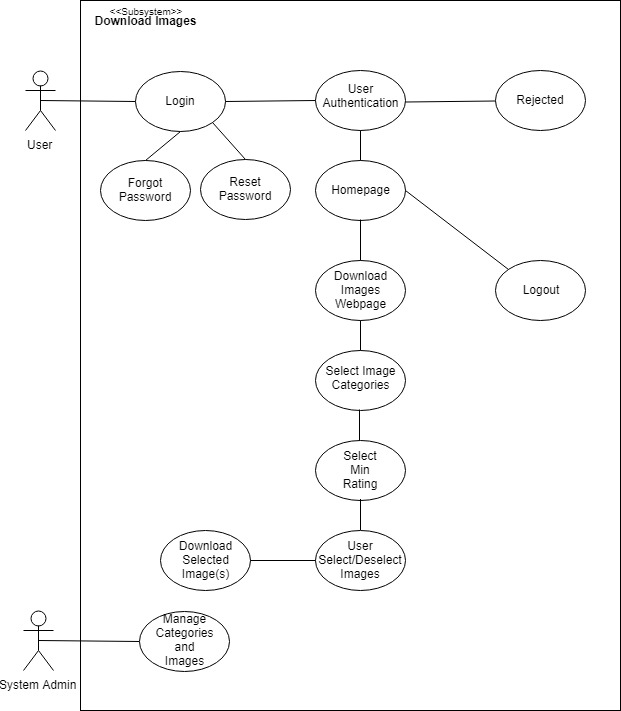 <<Subsystem>>
Download Images
Login
User
Authentication
Rejected
User
Forgot
Password
Reset
Password
Homepage
Download
Images
Webpage
Logout
Select Image
Categories
Select
Min
Rating
Download
Selected
Image(s)
User
Select/Deselect
Images
Manage
Categories
and
Images
System Admin